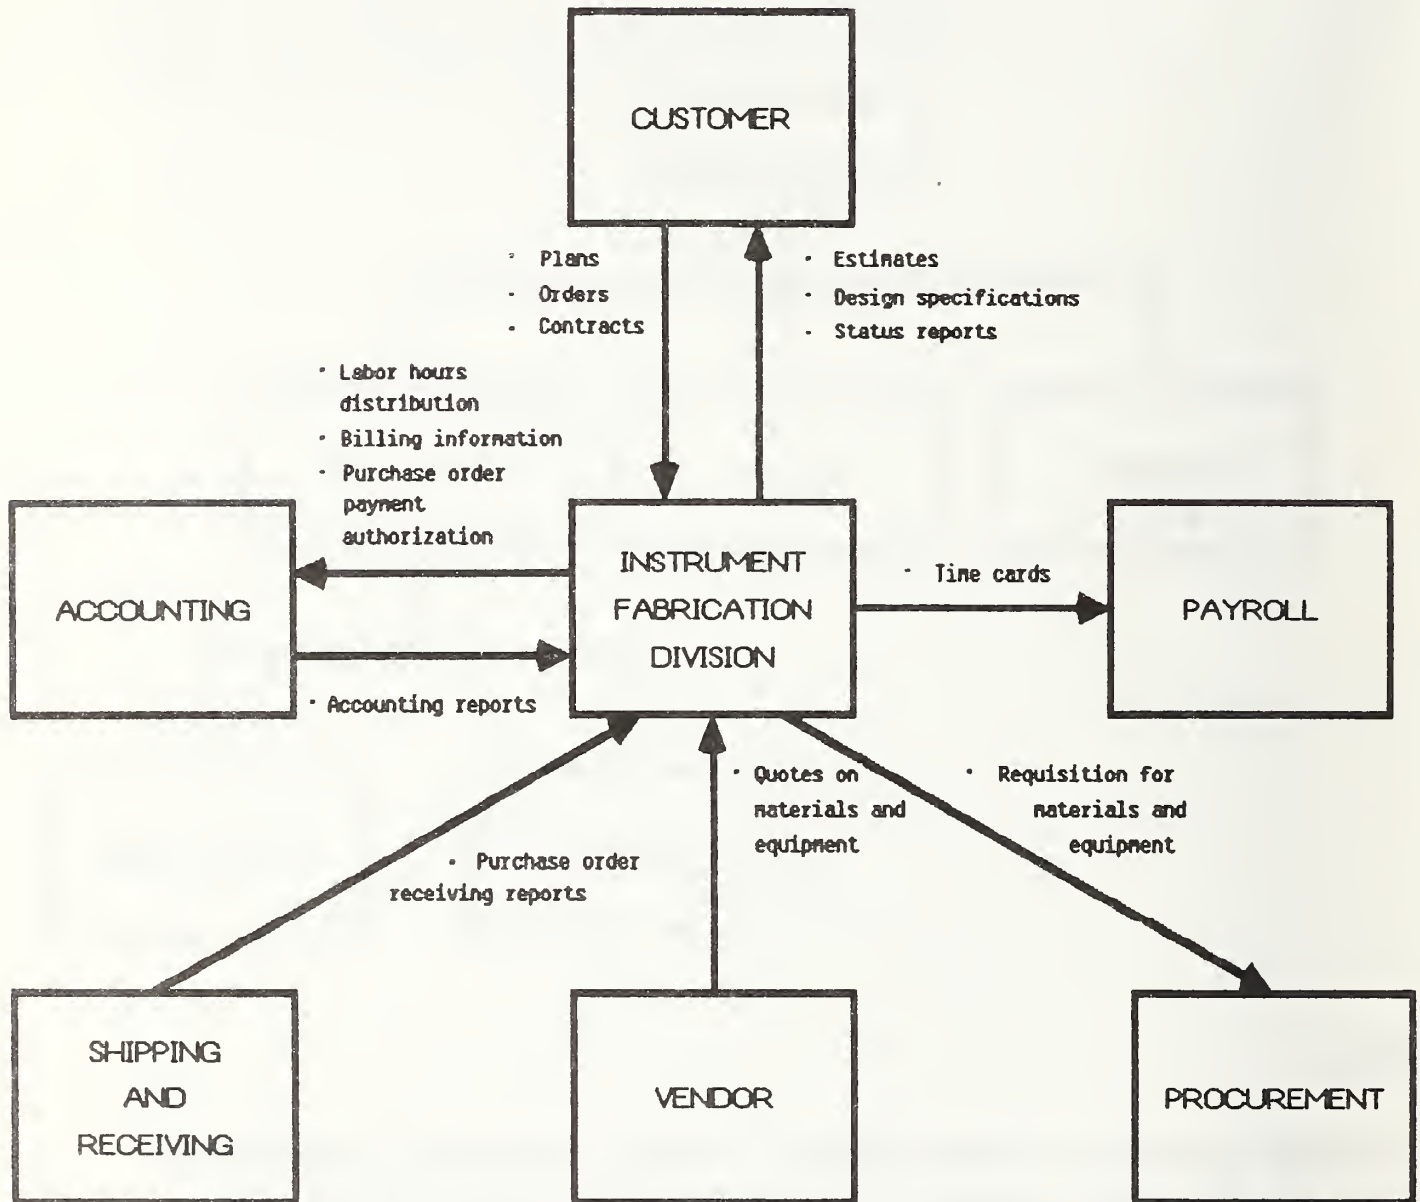 CUSTOMER
· Plans
· Orders
· Contracts
· Estimates
· Design specifications
· Status reports
· Labor hours
distribution
· Billing information
· Purchase order
payment
authorization
ACCOUNTING
INSTRUMENT
FABRICATION
DIVISION
· Time cards
PAYROLL
· Accounting reports
· Purchase order
receiving reports
· Quotes on
materials and
equipment
· Requisition for
materials and
equipment
SHIPPING
AND
RECEIVING
VENDOR
PROCUREMENT